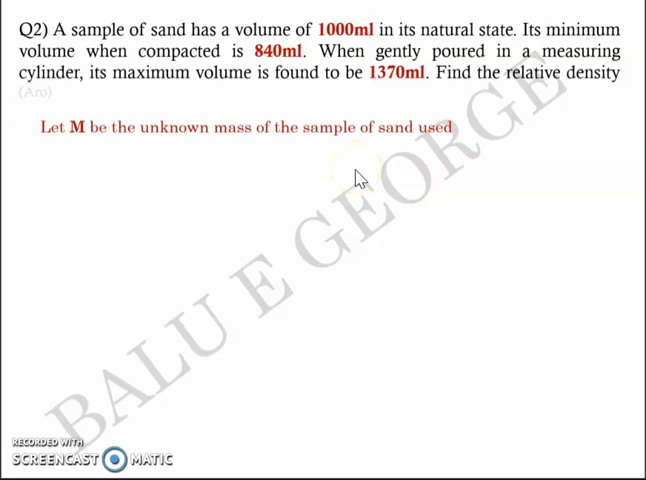 Q2) A sample of sand has a volume of 1000ml in its natural state. Its minimum
volume when compacted is 840ml. When gently poured in a measuring
cylinder, its maximum volume is found to be 1370ml. Find the relative density
(Aro)
Let M be the unknown mass of the sample of sand used
BALU E GEORGE
RECORDED WITH
SCREENCAST MATIC